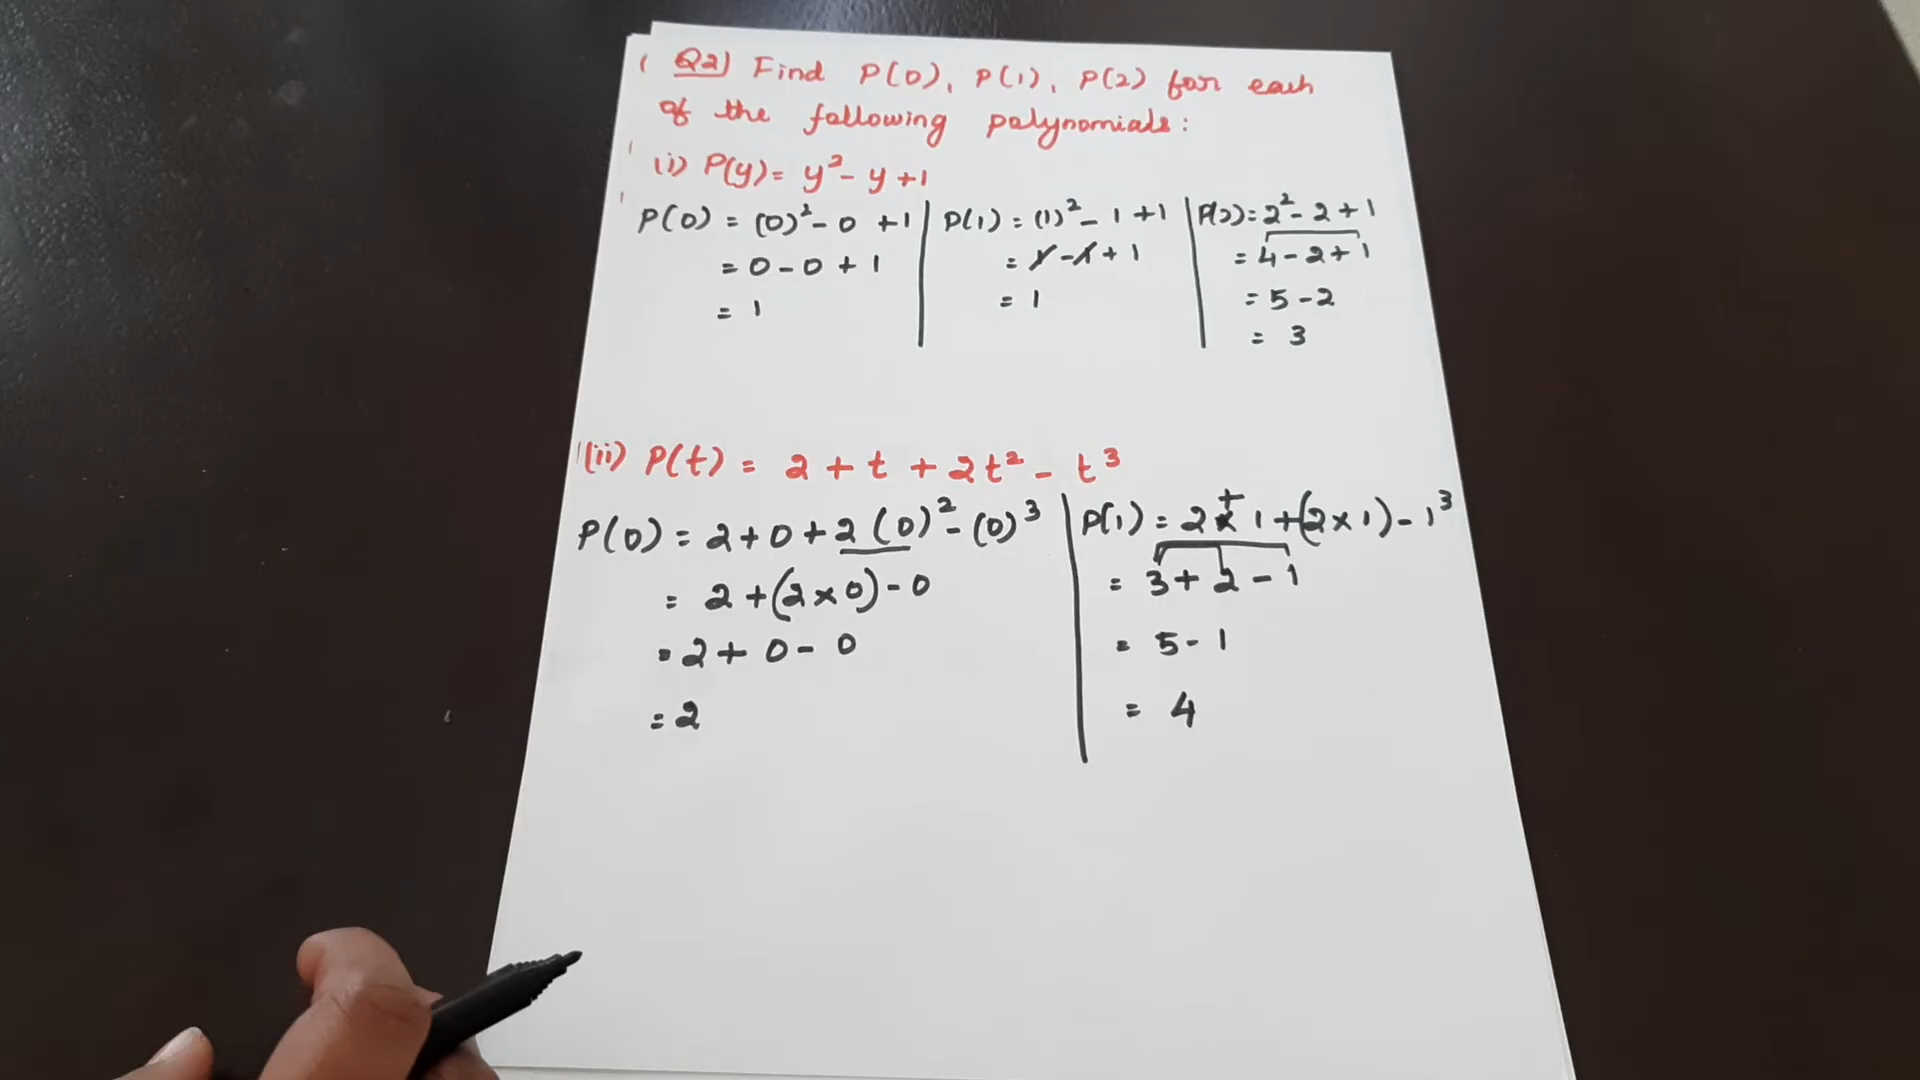 Q2) Find P(0), P(1), P(2) for each
of the following polynomials:
(i) P(y) = y² - y + 1
P(0) = (0)² - 0 + 1
= 0 - 0 + 1
= 1
P(1) = (1)² - 1 + 1
= 1 - 1 + 1
= 1
P(2) = 2² - 2 + 1
= 4 - 2 + 1
= 5 - 2
= 3
(ii) P(t) = 2 + t + 2t² - t³
P(0) = 2 + 0 + 2 (0)² - (0)³
= 2 + (2 × 0) - 0
= 2 + 0 - 0
= 2
P(1) = 2 + 1 + (2 × 1) - 1³
= 3 + 2 - 1
= 5 - 1
= 4